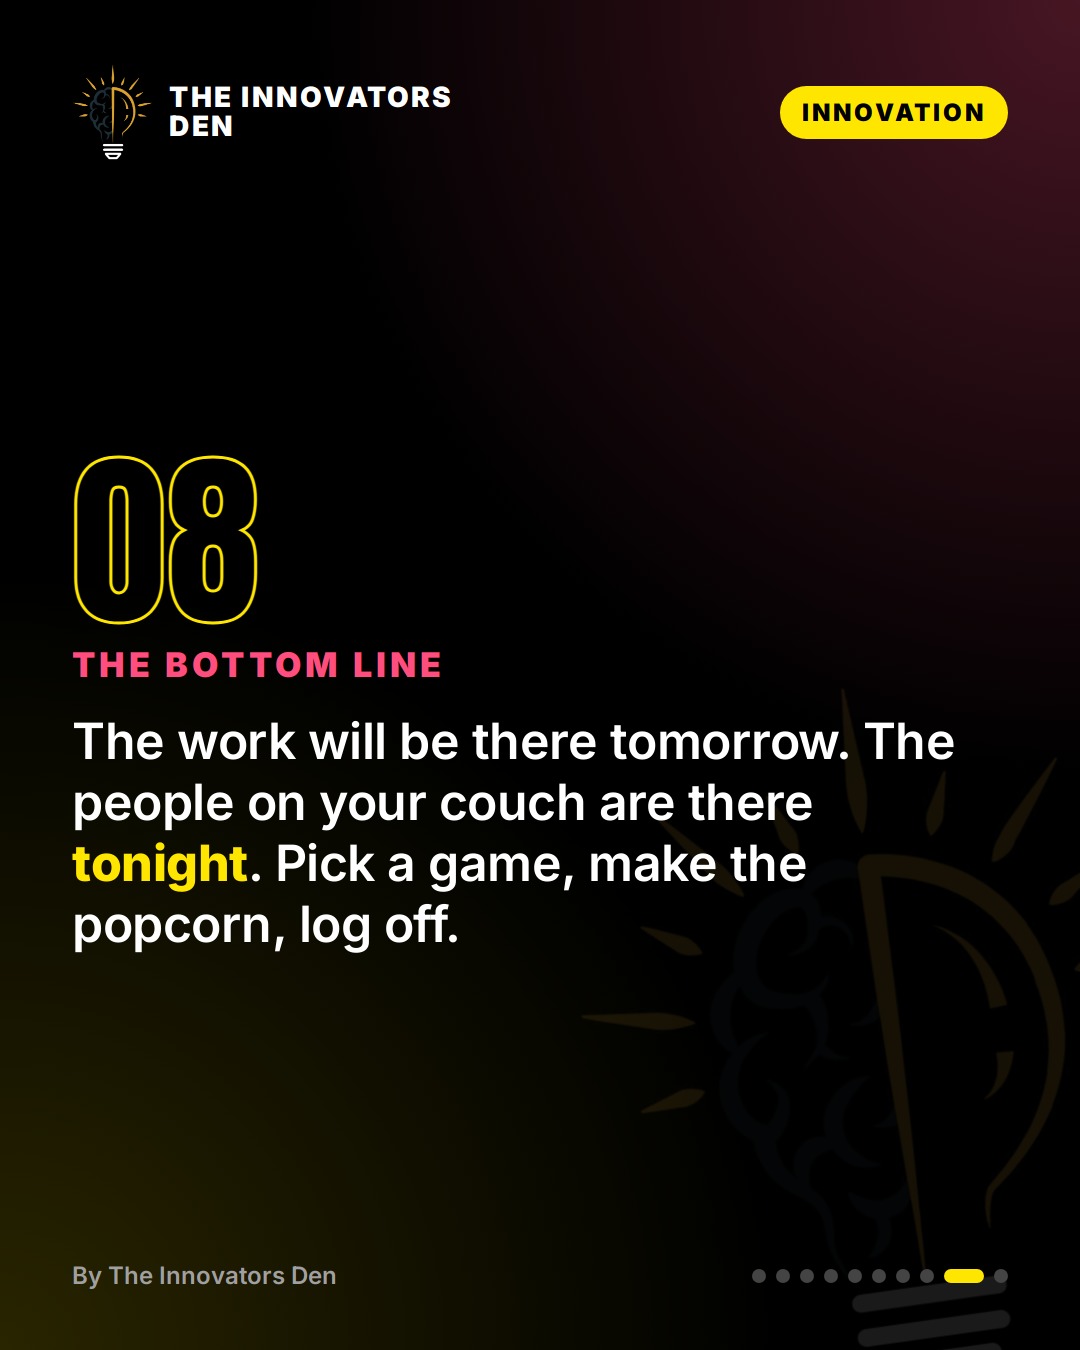 THE INNOVATORS
DEN
INNOVATION
08
THE BOTTOM LINE
The work will be there tomorrow. The
people on your couch are there
tonight. Pick a game, make the
popcorn, log off.
By The Innovators Den